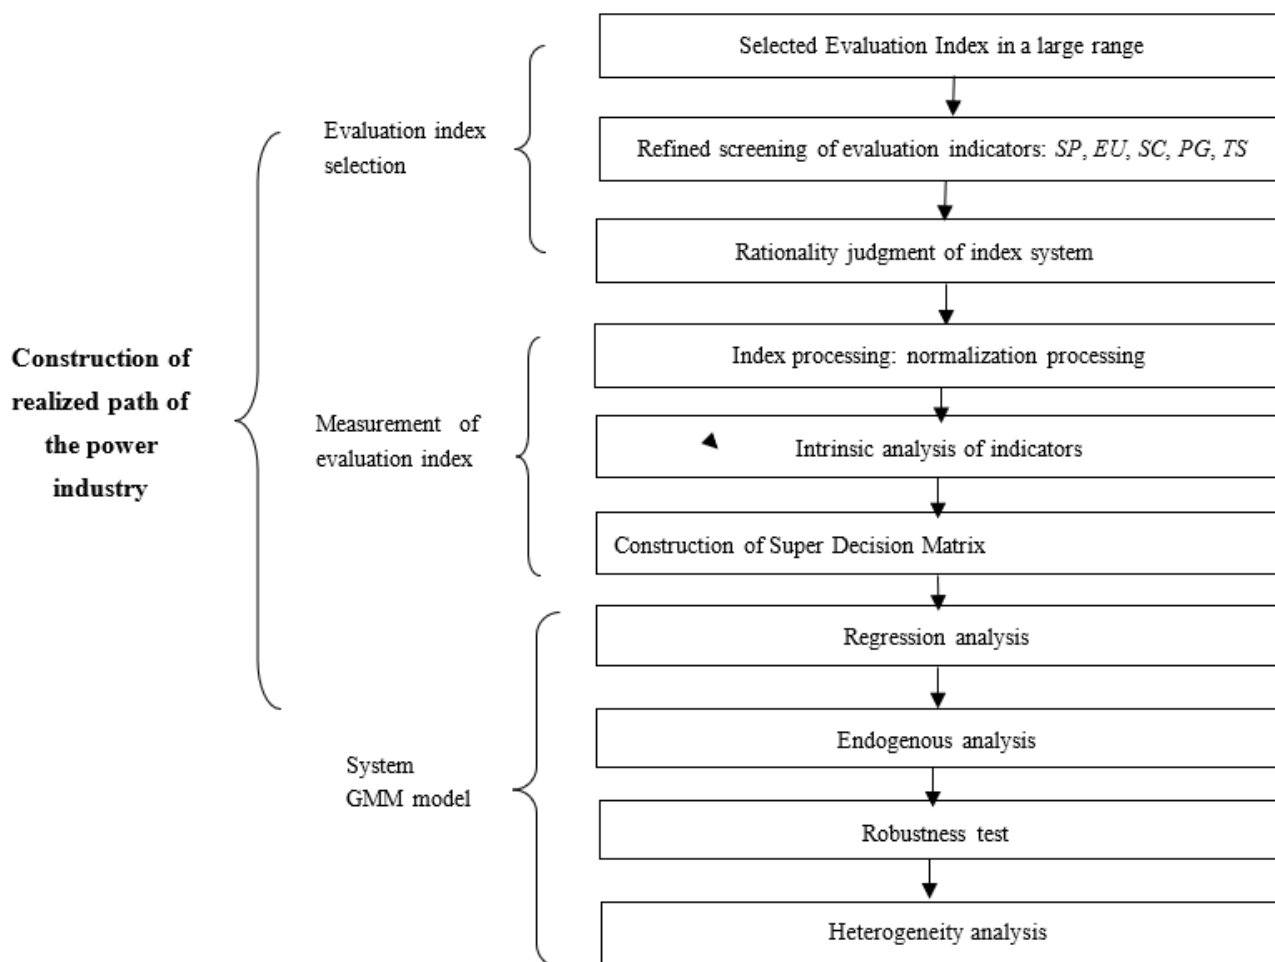 Selected Evaluation Index in a large range
Evaluation index
selection
Refined screening of evaluation indicators: SP, EU, SC, PG, TS
Rationality judgment of index system
Construction of
realized path of
the power
industry
Index processing: normalization processing
Measurement of
evaluation index
Intrinsic analysis of indicators
Construction of Super Decision Matrix
Regression analysis
System
GMM model
Endogenous analysis
Robustness test
Heterogeneity analysis